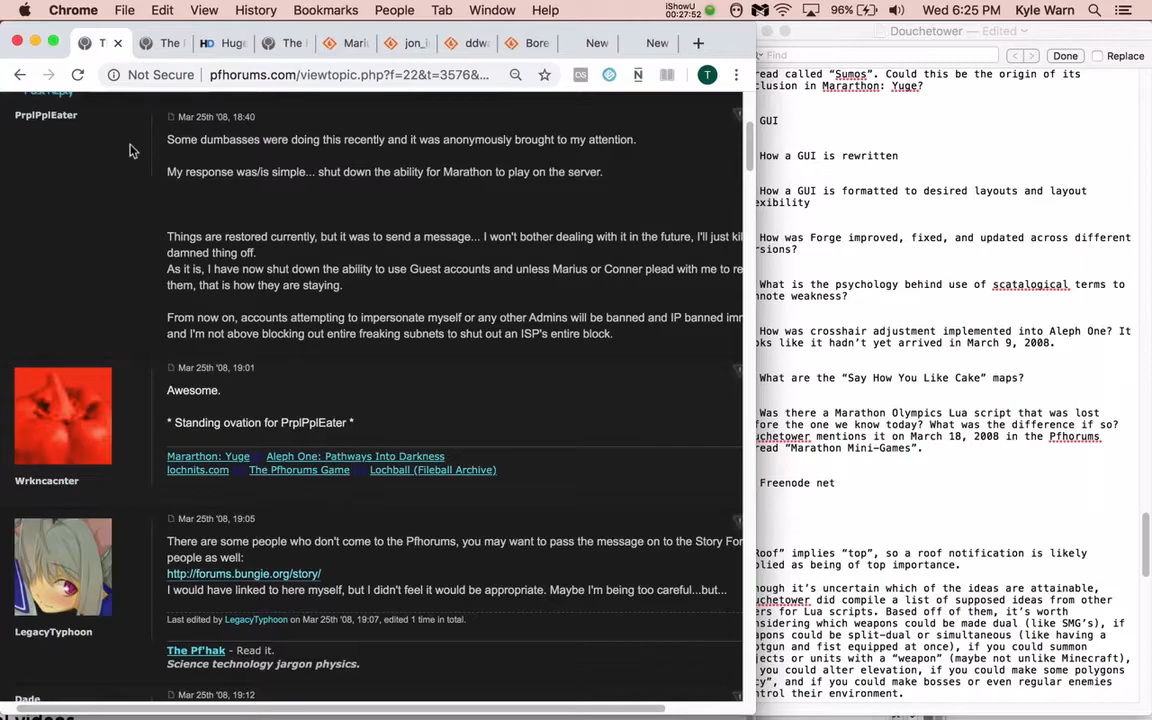 Chrome File Edit View History Bookmarks People Tab Window Help iShowU 00:27:52 96% Wed 6:25 PM Kyle Warn
T The I HD Huge The I Mari jon_i ddw Bore New New
Douchetower — Edited
Not Secure pfhorums.com/viewtopic.php?f=22&t=3576&... T
Find Done Replace
Post Reply
PrplPplEater
Mar 25th '08, 18:40
Some dumbasses were doing this recently and it was anonymously brought to my attention.
My response was/is simple... shut down the ability for Marathon to play on the server.
Things are restored currently, but it was to send a message... I won't bother dealing with it in the future, I'll just kil
damned thing off.
As it is, I have now shut down the ability to use Guest accounts and unless Marius or Conner plead with me to re
them, that is how they are staying.
From now on, accounts attempting to impersonate myself or any other Admins will be banned and IP banned imm
and I'm not above blocking out entire freaking subnets to shut out an ISP's entire block.
Mar 25th '08, 19:01
Awesome.
* Standing ovation for PrplPplEater *
Mararthon: Yuge Aleph One: Pathways Into Darkness
lochnits.com The Pfhorums Game Lochball (Fileball Archive)
Wrkncacnter
Mar 25th '08, 19:05
There are some people who don't come to the Pfhorums, you may want to pass the message on to the Story For
people as well:
http://forums.bungie.org/story/
I would have linked to here myself, but I didn't feel it would be appropriate. Maybe I'm being too careful...but...
Last edited by LegacyTyphoon on Mar 25th '08, 19:07, edited 1 time in total.
LegacyTyphoon
The Pf'hak - Read it.
Science technology jargon physics.
Dade
Mar 25th '08, 19:12
read called “Sumos”. Could this be the origin of its
clusion in Mararthon: Yuge?
GUI
How a GUI is rewritten
How a GUI is formatted to desired layouts and layout
exibility
How was Forge improved, fixed, and updated across different
rsions?
What is the psychology behind use of scatalogical terms to
nnote weakness?
How was crosshair adjustment implemented into Aleph One? It
oks like it hadn’t yet arrived in March 9, 2008.
What are the “Say How You Like Cake” maps?
Was there a Marathon Olympics Lua script that was lost
fore the one we know today? What was the difference if so?
uchetower mentions it on March 18, 2008 in the Pfhorums
read “Marathon Mini-Games”.
Freenode net
Roof” implies “top”, so a roof notification is likely
plied as being of top importance.
hough it’s uncertain which of the ideas are attainable,
uchetower did compile a list of supposed ideas from other
ers for Lua scripts. Based off of them, it’s worth
nsidering which weapons could be made dual (like SMG’s), if
apons could be split-dual or simultaneous (like having a
otgun and fist equipped at once), if you could summon
jects or units with a “weapon” (maybe not unlike Minecraft),
you could alter elevation, if you could make some polygons
cy”, and if you could make bosses or even regular enemies
ntrol their environment.